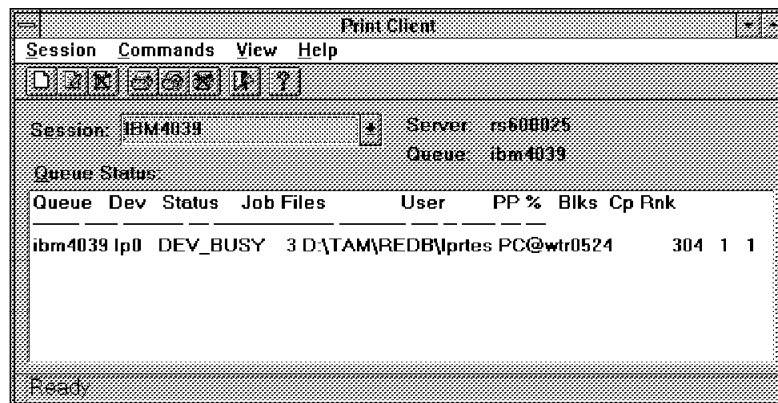 Print Client
Session Commands View Help
Session: IBM4039 Server: rs600025
Queue: ibm4039
Queue Status:
Queue Dev Status Job Files User PP % Blks Cp Rnk
ibm4039 lp0 DEV_BUSY 3 D:\TAM\REDB\lprtes PC@wtr0524 304 1 1
Ready